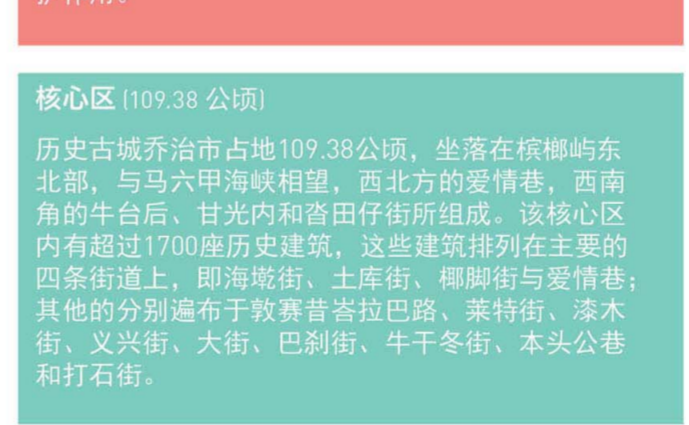 核心区 (109.38 公顷)
历史古城乔治市占地109.38公顷，坐落在槟榔屿东
北部，与马六甲海峡相望，西北方的爱情巷，西南
角的牛台后、甘光内和沓田仔街所组成。该核心区
内有超过1700座历史建筑，这些建筑排列在主要的
四条街道上，即海墘街、土库街、椰脚街与爱情巷；
其他的分别遍布于敦赛昔峇拉巴路、莱特街、漆木
街、义兴街、大街、巴刹街、牛干冬街、本头公巷
和打石街。